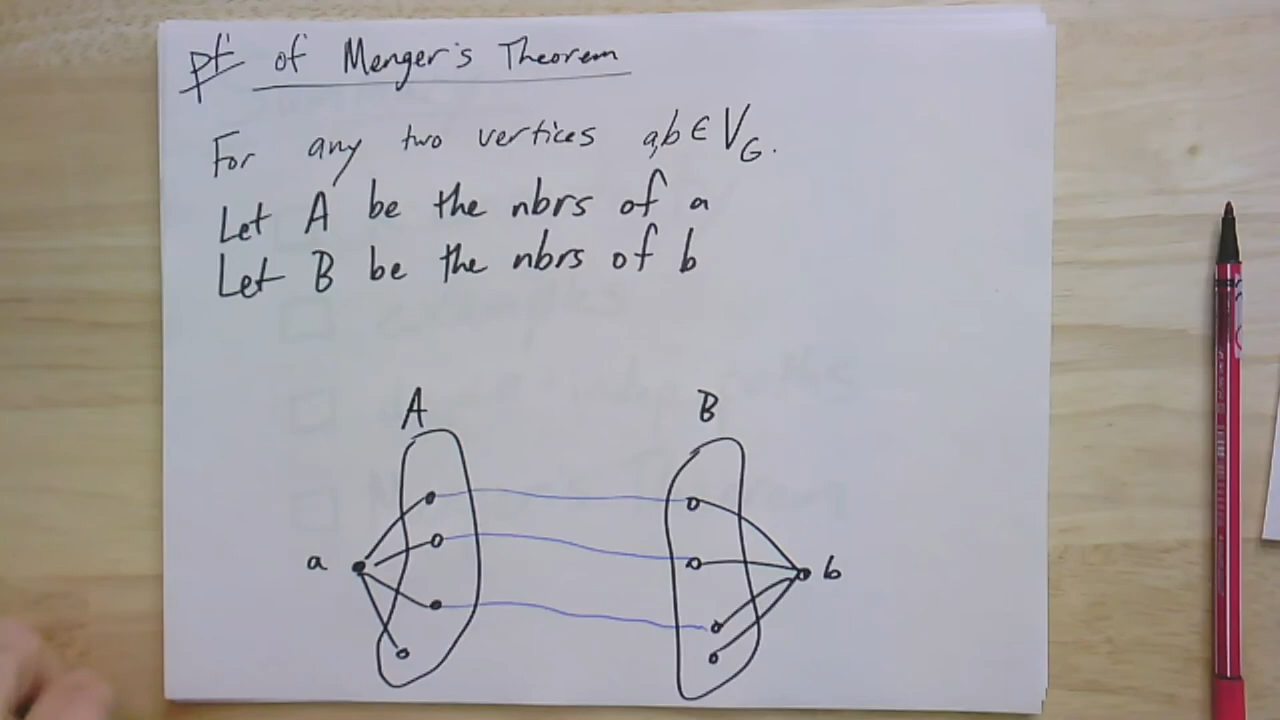 pf of Menger's Theorem
For any two vertices a,b ∈ V_G.
Let A be the nbrs of a
Let B be the nbrs of b
A B
a b